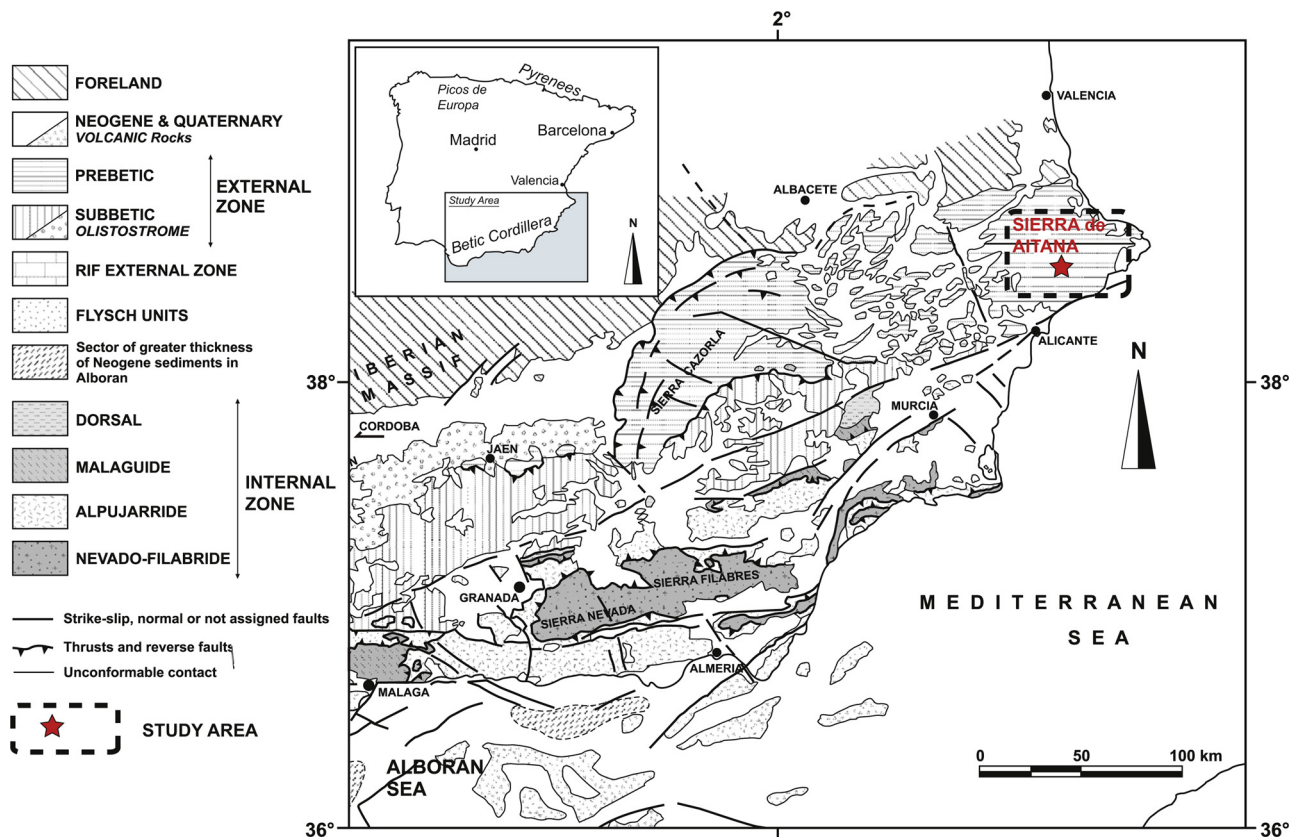 2°
FORELAND
NEOGENE & QUATERNARY
VOLCANIC Rocks
PREBETIC
SUBBETIC
OLISTOSTROME
EXTERNAL
ZONE
RIF EXTERNAL ZONE
FLYSCH UNITS
Sector of greater thickness
of Neogene sediments in
Alboran
DORSAL
MALAGUIDE
ALPUJARRIDE
NEVADO-FILABRIDE
INTERNAL
ZONE
Strike-slip, normal or not assigned faults
Thrusts and reverse faults
Unconformable contact
STUDY AREA
Pyrenees
Picos de
Europa
Madrid
Barcelona
Valencia
Study Area
Betic Cordillera
N
VALENCIA
ALBACETE
SIERRA de
AITANA
ALICANTE
IBERIAN
MASSIF
SIERRA CAZORLA
38°
38°
N
MURCIA
CORDOBA
JAEN
GRANADA
SIERRA FILABRES
SIERRA NEVADA
MEDITERRANEAN
SEA
ALMERIA
MALAGA
ALBORAN
SEA
0 50 100 km
36°
36°